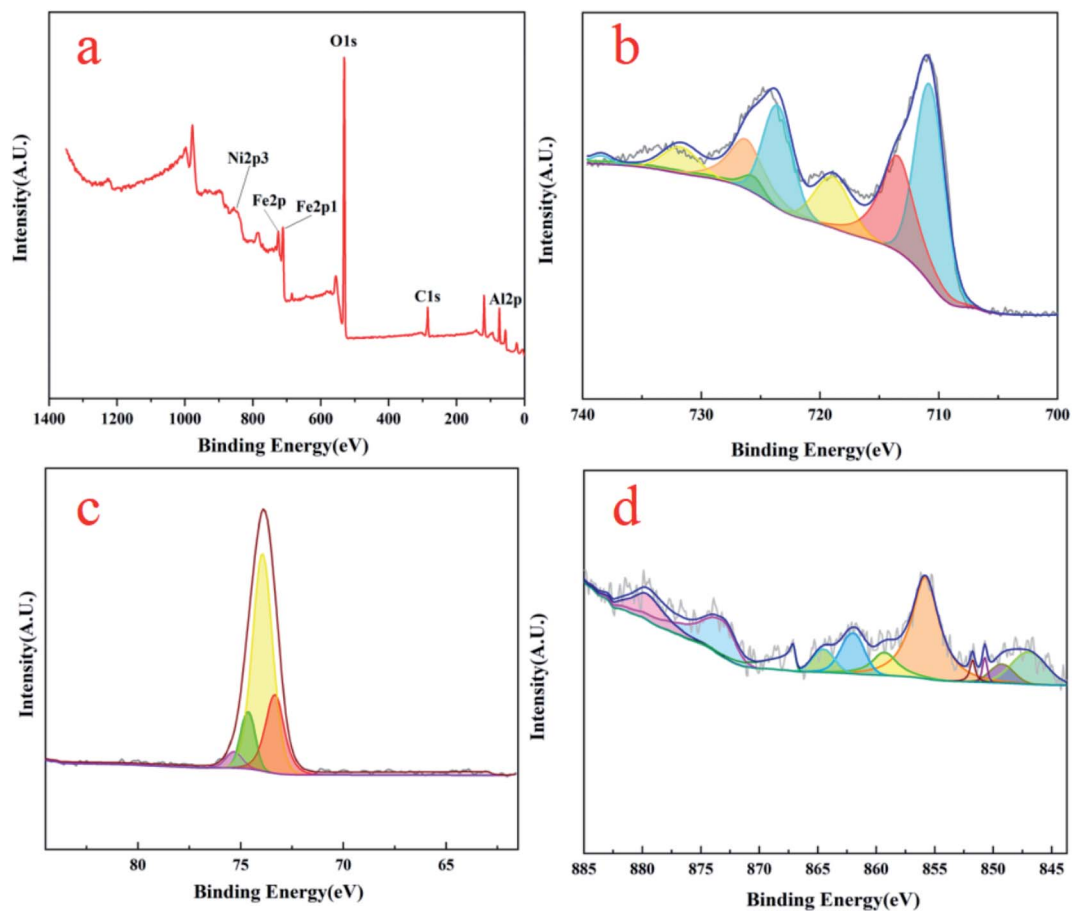 a
O1s
Ni2p3
Fe2p
Fe2p1
C1s
Al2p
Intensity(A.U.)
1400 1200 1000 800 600 400 200 0
Binding Energy(eV)
b
Intensity(A.U.)
740 730 720 710 700
Binding Energy(eV)
c
Intensity(A.U.)
80 75 70 65
Binding Energy(eV)
d
Intensity(A.U.)
885 880 875 870 865 860 855 850 845
Binding Energy(eV)